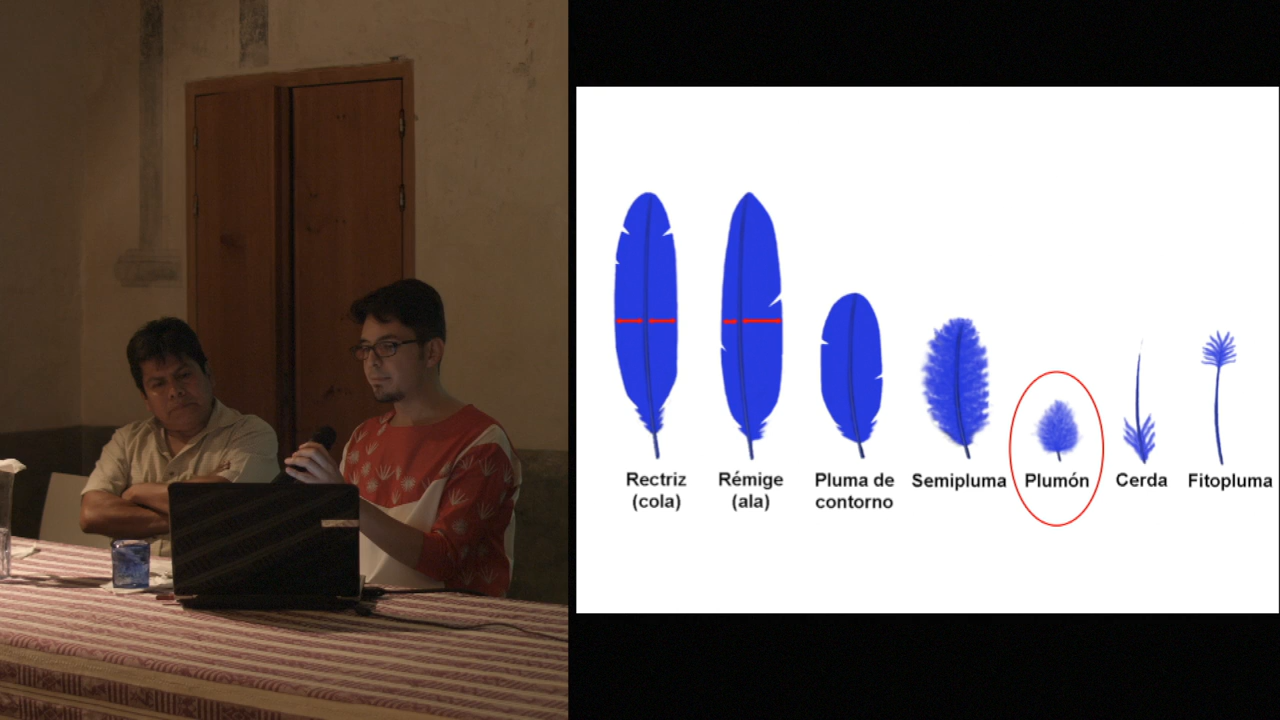 Rectriz
(cola)
Rémige
(ala)
Pluma de
contorno
Semipluma
Plumón
Cerda
Fitopluma